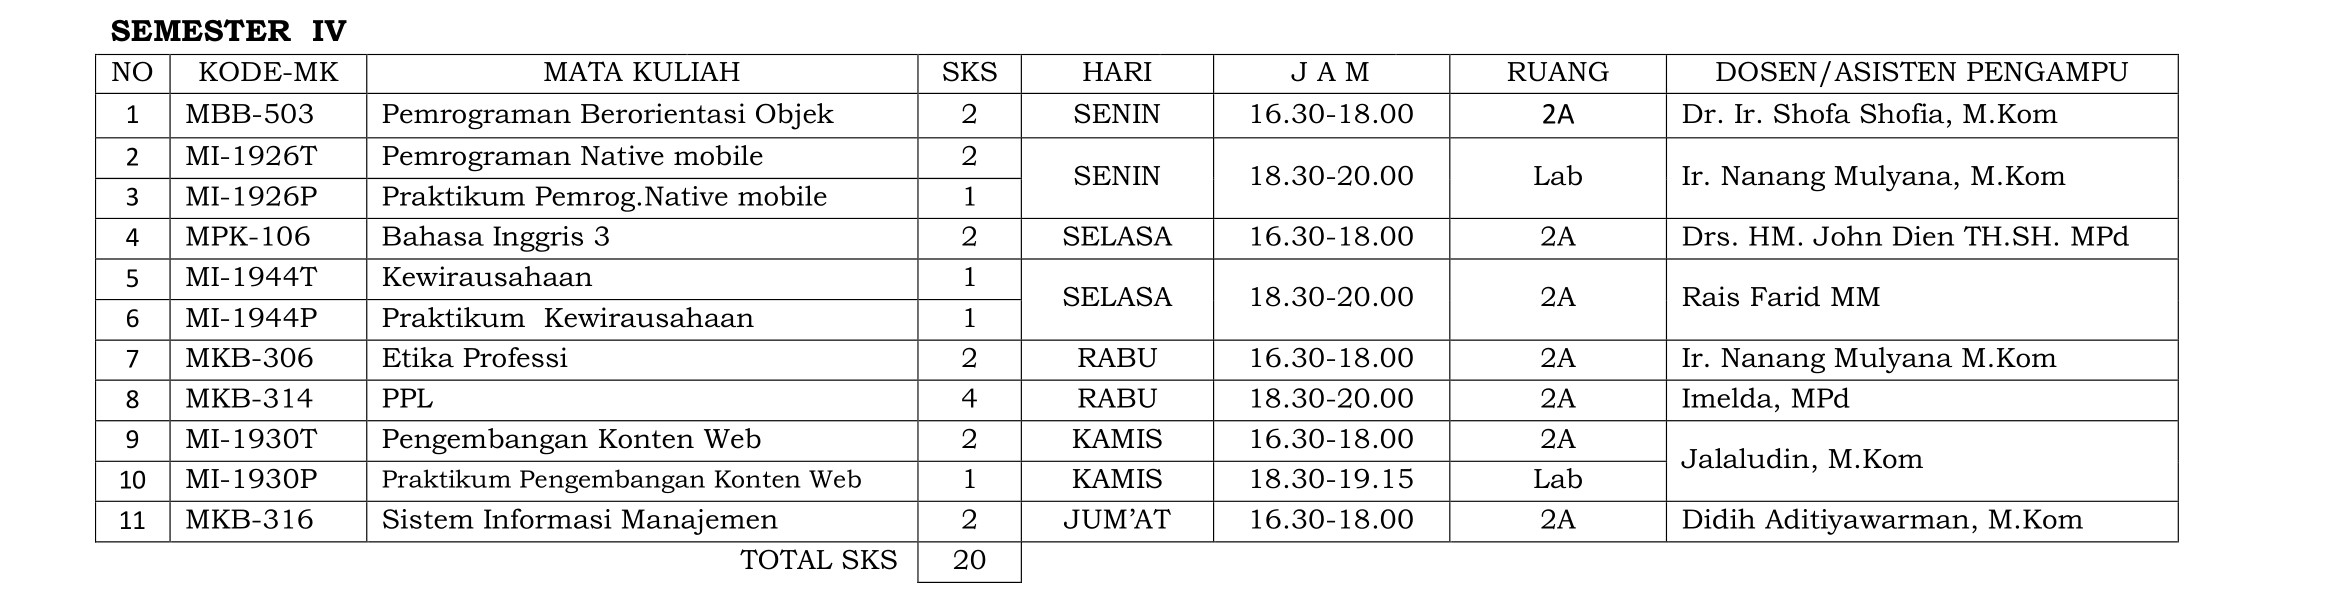 SEMESTER IV
NO KODE-MK MATA KULIAH SKS HARI J A M RUANG DOSEN/ASISTEN PENGAMPU
1 MBB-503 Pemrograman Berorientasi Objek 2 SENIN 16.30-18.00 2A Dr. Ir. Shofa Shofia, M.Kom
2 MI-1926T Pemrograman Native mobile 2 SENIN 18.30-20.00 Lab Ir. Nanang Mulyana, M.Kom
3 MI-1926P Praktikum Pemrog.Native mobile 1
4 MPK-106 Bahasa Inggris 3 2 SELASA 16.30-18.00 2A Drs. HM. John Dien TH.SH. MPd
5 MI-1944T Kewirausahaan 1 SELASA 18.30-20.00 2A Rais Farid MM
6 MI-1944P Praktikum Kewirausahaan 1
7 MKB-306 Etika Professi 2 RABU 16.30-18.00 2A Ir. Nanang Mulyana M.Kom
8 MKB-314 PPL 4 RABU 18.30-20.00 2A Imelda, MPd
9 MI-1930T Pengembangan Konten Web 2 KAMIS 16.30-18.00 2A Jalaludin, M.Kom
10 MI-1930P Praktikum Pengembangan Konten Web 1 KAMIS 18.30-19.15 Lab
11 MKB-316 Sistem Informasi Manajemen 2 JUM’AT 16.30-18.00 2A Didih Aditiyawarman, M.Kom
TOTAL SKS 20